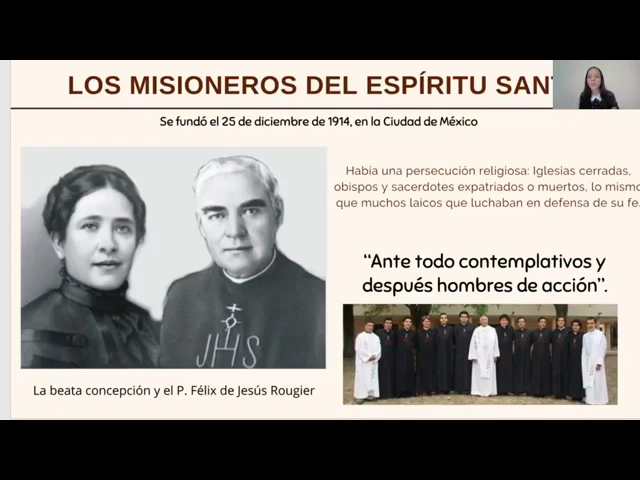 LOS MISIONEROS DEL ESPÍRITU SAN
Se fundó el 25 de diciembre de 1914, en la Ciudad de México
Habia una persecución religiosa: Iglesias cerradas,
obispos y sacerdotes expatriados o muertos, lo mismo
que muchos laicos que luchaban en defensa de su fe.
“Ante todo contemplativos y
después hombres de acción”.
JHS
La beata concepción y el P. Félix de Jesús Rougier